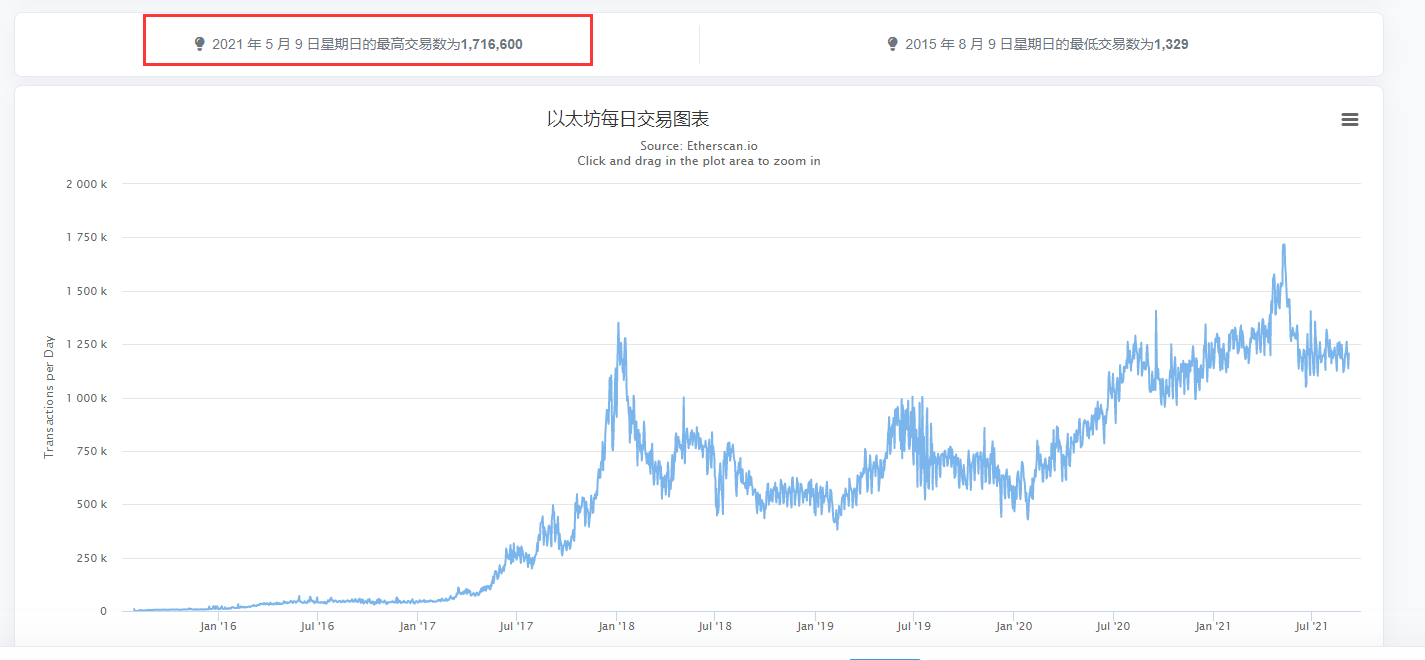 2021 年 5 月 9 日星期日的最高交易数为1,716,600
2015 年 8 月 9 日星期日的最低交易数为1,329
以太坊每日交易图表
Source: Etherscan.io
Click and drag in the plot area to zoom in
Transactions per Day
2 000 k
1 750 k
1 500 k
1 250 k
1 000 k
750 k
500 k
250 k
0
Jan '16
Jul '16
Jan '17
Jul '17
Jan '18
Jul '18
Jan '19
Jul '19
Jan '20
Jul '20
Jan '21
Jul '21